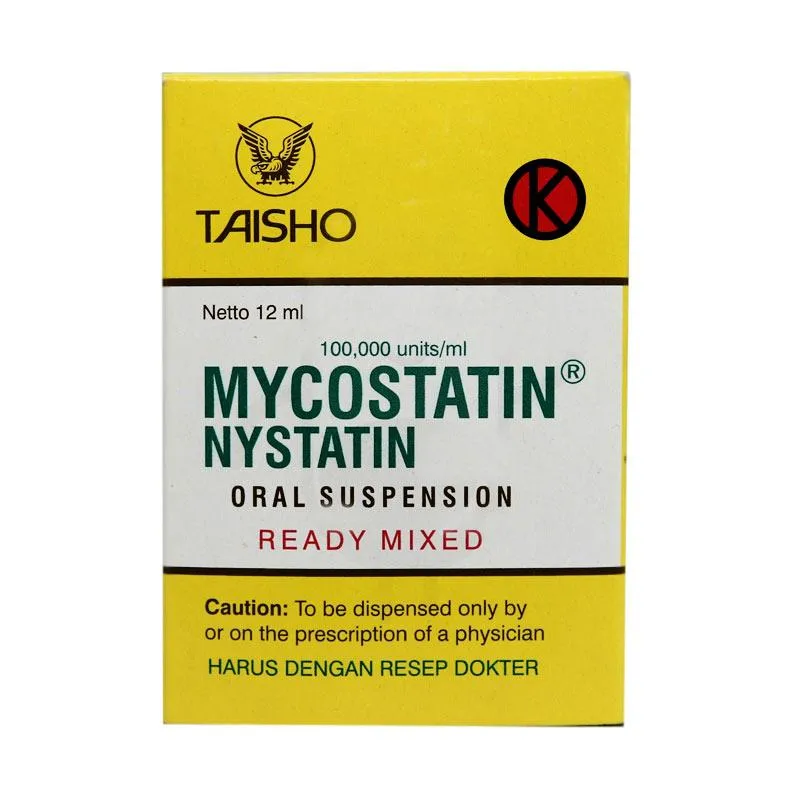 TAISHO
K
Netto 12 ml
100,000 units/ml
MYCOSTATIN®
NYSTATIN
ORAL SUSPENSION
READY MIXED
Caution: To be dispensed only by
or on the prescription of a physician
HARUS DENGAN RESEP DOKTER